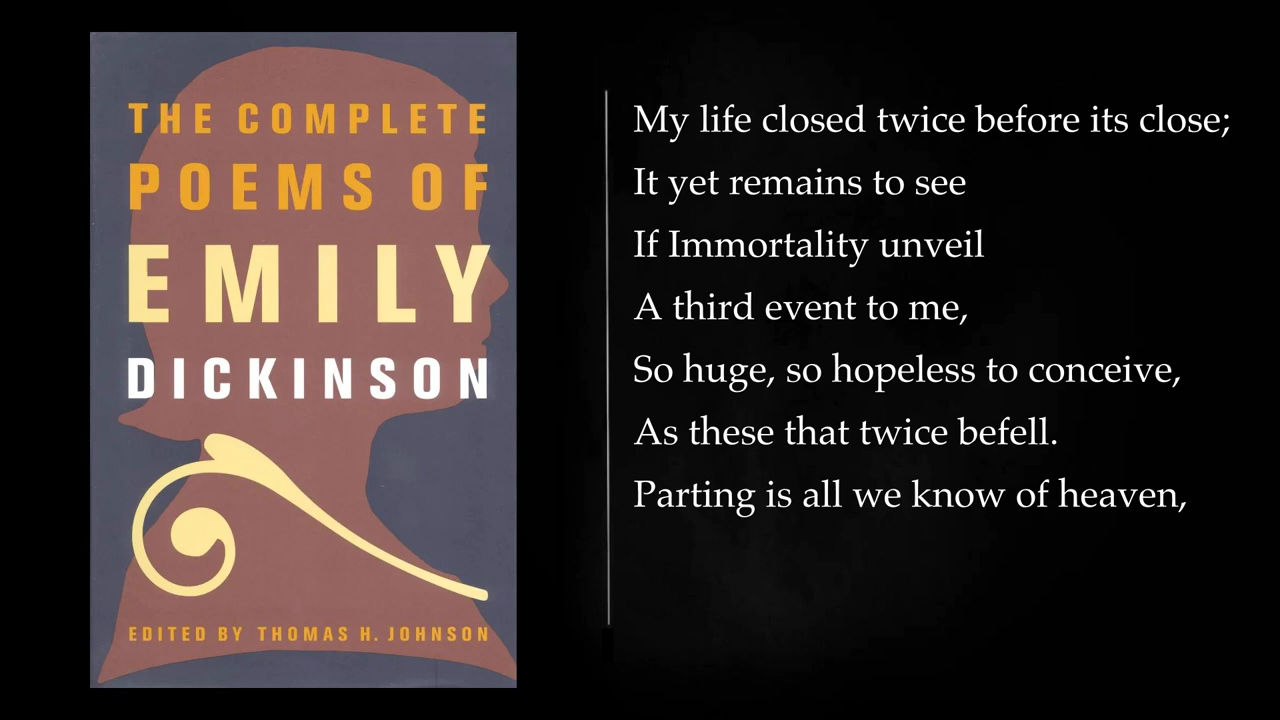 THE COMPLETE
POEMS OF
EMILY
DICKINSON
EDITED BY THOMAS H. JOHNSON
My life closed twice before its close;
It yet remains to see
If Immortality unveil
A third event to me,
So huge, so hopeless to conceive,
As these that twice befell.
Parting is all we know of heaven,